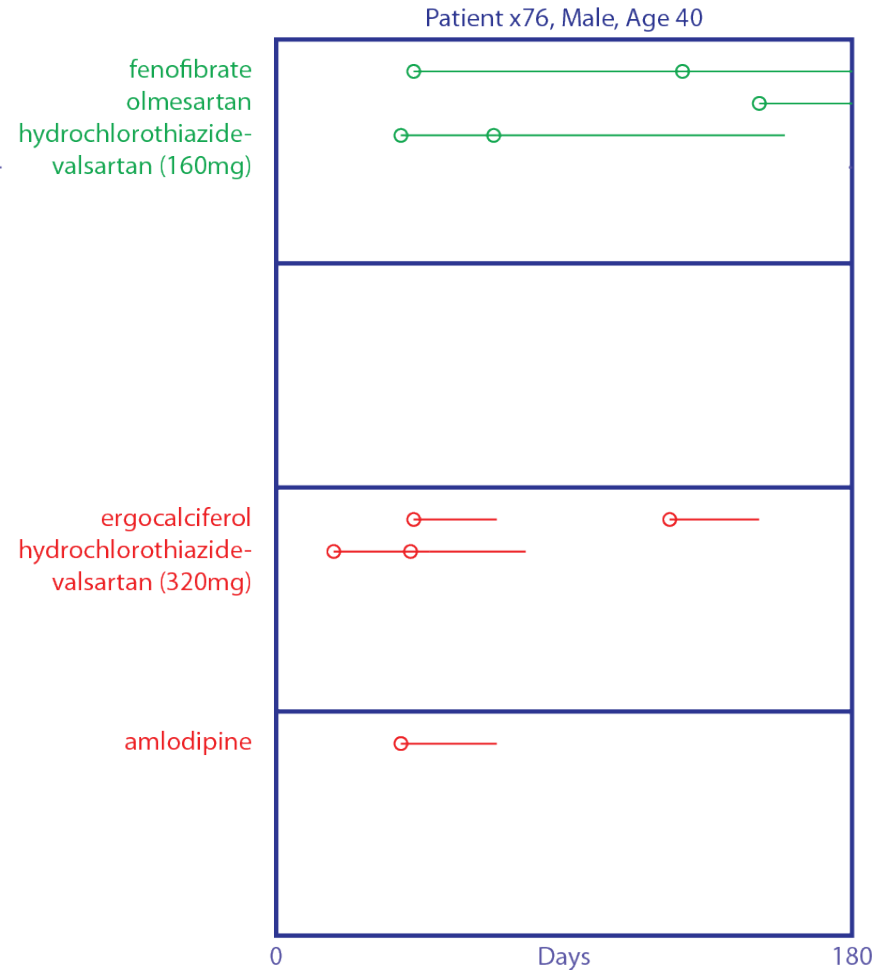 Patient x76, Male, Age 40
fenofibrate
olmesartan
hydrochlorothiazide-
valsartan (160mg)
ergocalciferol
hydrochlorothiazide-
valsartan (320mg)
amlodipine
0 Days 180